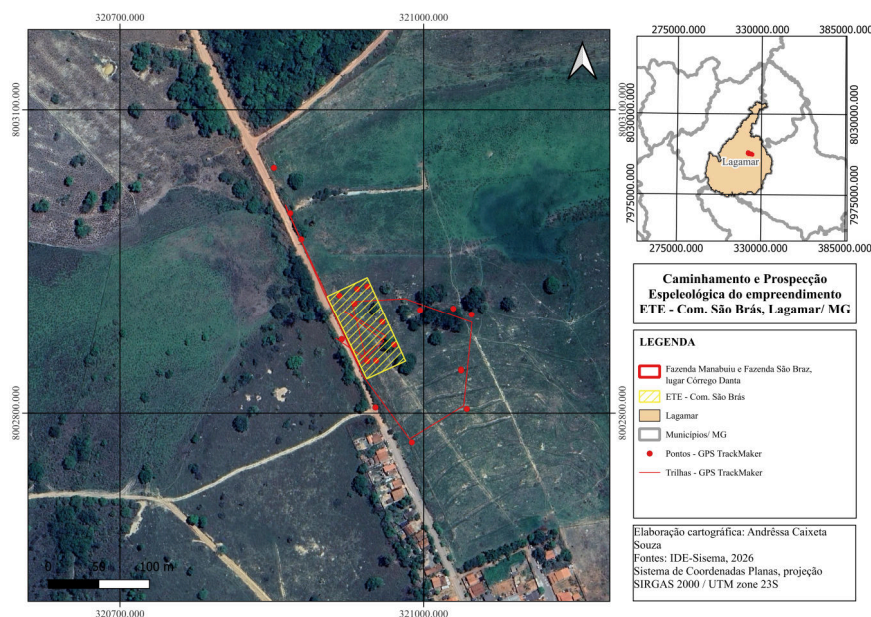 320700.000
321000.000
8003100.000
8003100.000
8002800.000
8002800.000
0
50
100 m
320700.000
321000.000
275000.000
330000.000
385000.000
8030000.000
8030000.000
7975000.000
7975000.000
Lagamar
275000.000
330000.000
385000.000
Caminhamento e Prospecção
Espeleológica do empreendimento
ETE - Com. São Brás, Lagamar/ MG
LEGENDA
Fazenda Manabuiu e Fazenda São Braz,
lugar Córrego Danta
ETE - Com. São Brás
Lagamar
Municípios/ MG
Pontos - GPS TrackMaker
Trilhas - GPS TrackMaker
Elaboração cartográfica: Andrêssa Caixeta
Souza
Fontes: IDE-Sisema, 2026
Sistema de Coordenadas Planas, projeção
SIRGAS 2000 / UTM zone 23S